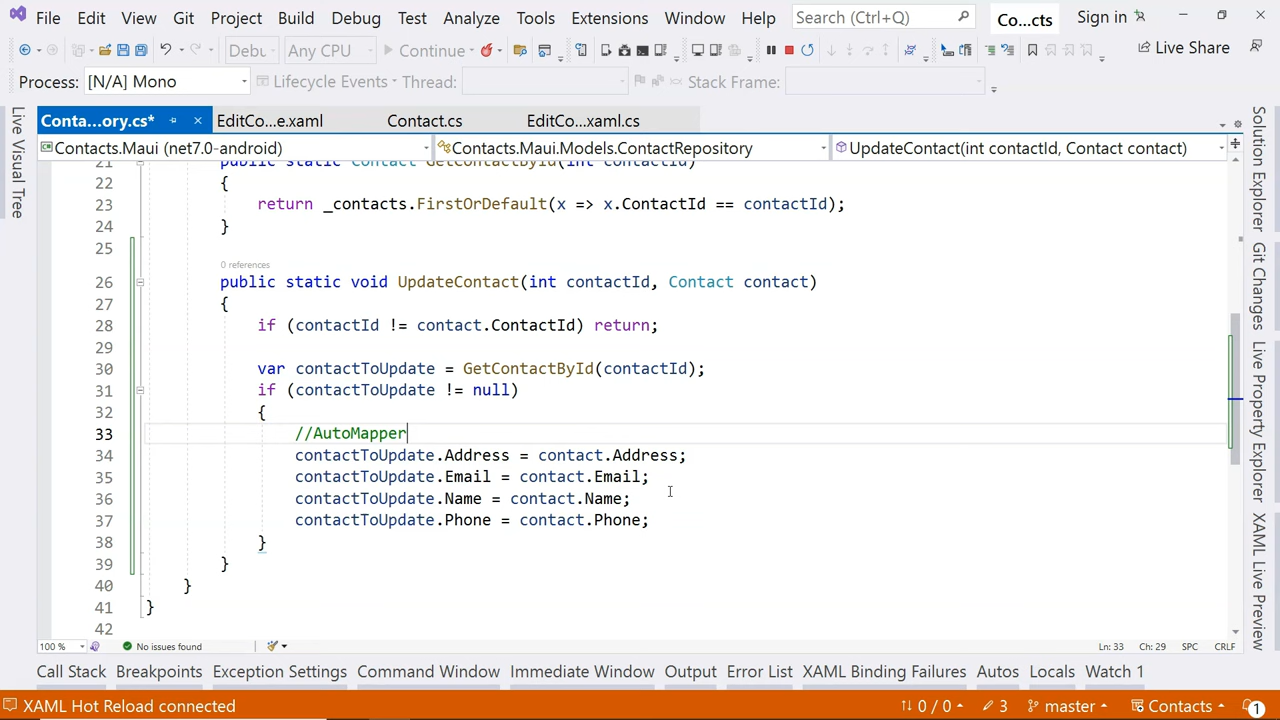 File Edit View Git Project Build Debug Test Analyze Tools Extensions Window Help Search (Ctrl+Q) Co...cts Sign in
Debu Any CPU Continue Live Share
Process: [N/A] Mono Lifecycle Events Thread: Stack Frame:
Conta...ory.cs* EditCo...e.xaml Contact.cs EditCo...xaml.cs
Contacts.Maui (net7.0-android) Contacts.Maui.Models.ContactRepository UpdateContact(int contactId, Contact contact)
21 public static Contact GetContactById(int contactId)
22 {
23 return _contacts.FirstOrDefault(x => x.ContactId == contactId);
24 }
25
0 references
26 public static void UpdateContact(int contactId, Contact contact)
27 {
28 if (contactId != contact.ContactId) return;
29
30 var contactToUpdate = GetContactById(contactId);
31 if (contactToUpdate != null)
32 {
33 //AutoMapper
34 contactToUpdate.Address = contact.Address;
35 contactToUpdate.Email = contact.Email;
36 contactToUpdate.Name = contact.Name;
37 contactToUpdate.Phone = contact.Phone;
38 }
39 }
40 }
41 }
42
100 % No issues found Ln: 33 Ch: 29 SPC CRLF
Call Stack Breakpoints Exception Settings Command Window Immediate Window Output Error List XAML Binding Failures Autos Locals Watch 1
XAML Hot Reload connected 0 / 0 3 master Contacts 1
Live Visual Tree
Solution Explorer
Git Changes
Live Property Explorer
XAML Live Preview